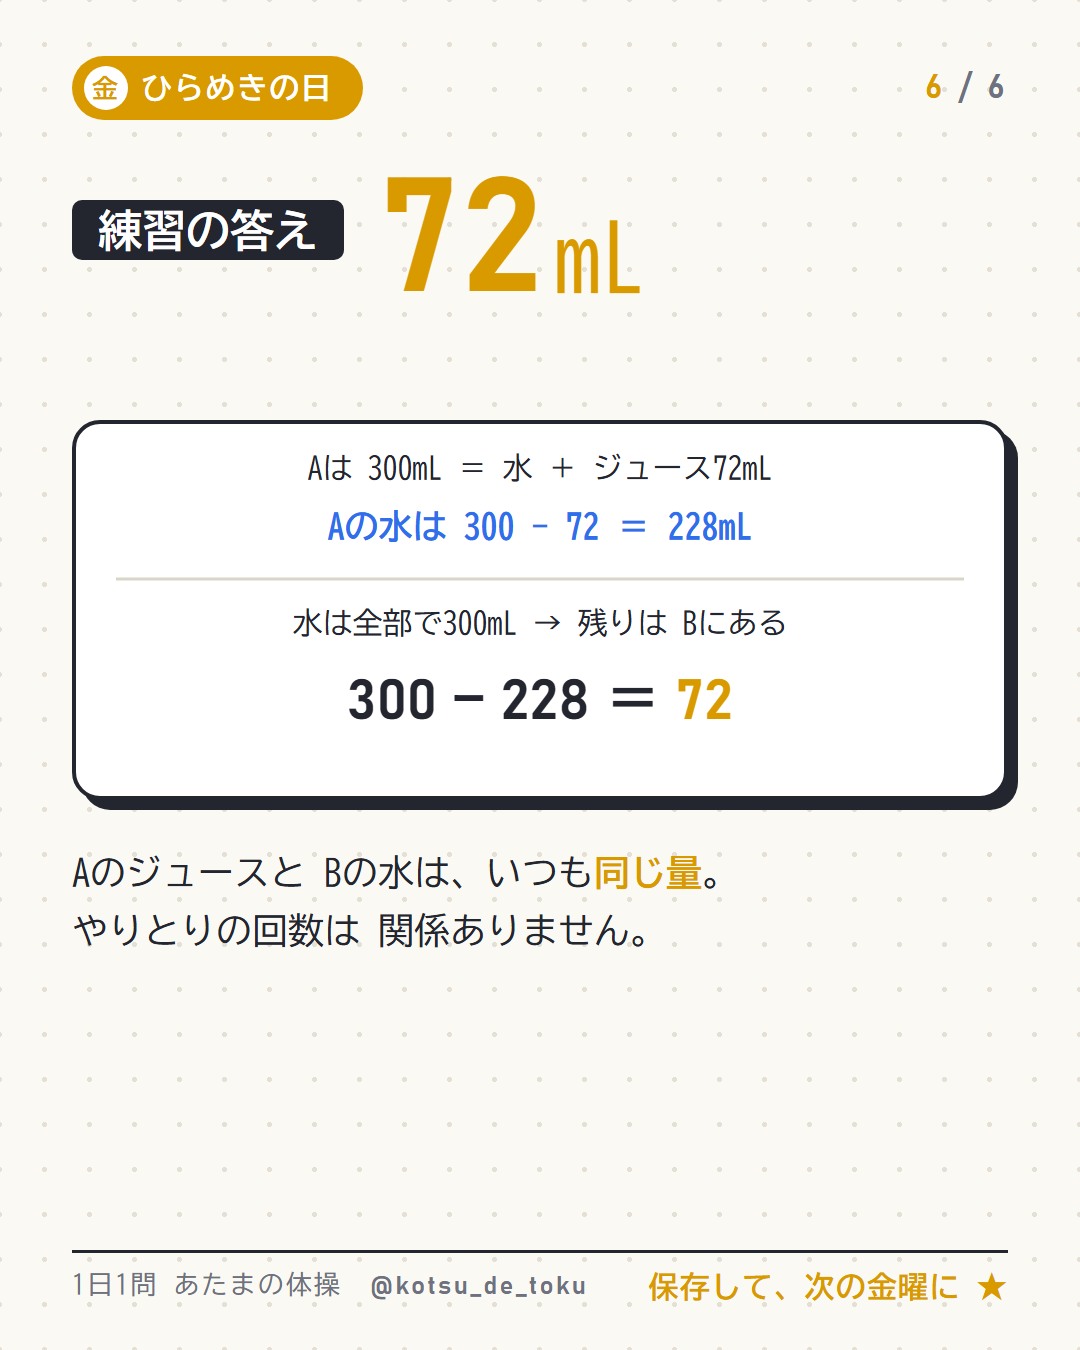 金 ひらめきの日
6 / 6
練習の答え 72 mL
Aは 300mL = 水 + ジュース72mL
Aの水は 300 − 72 = 228mL
水は全部で300mL → 残りは Bにある
300 − 228 = 72
Aのジュースと Bの水は、いつも同じ量。
やりとりの回数は 関係ありません。
1日1問 あたまの体操 @kotsu_de_toku 保存して、次の金曜に ★